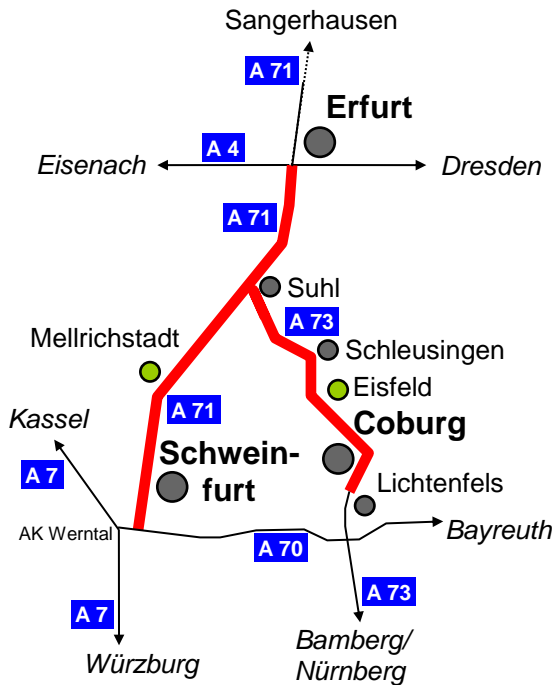 Sangerhausen
A 71
Erfurt
A 4
Eisenach
Dresden
A 71
Suhl
A 73
Mellrichstadt
Schleusingen
Eisfeld
A 71
Kassel
Coburg
Schwein-
furt
A 7
Lichtenfels
AK Werntal
Bayreuth
A 70
A 7
A 73
Würzburg
Bamberg/
Nürnberg